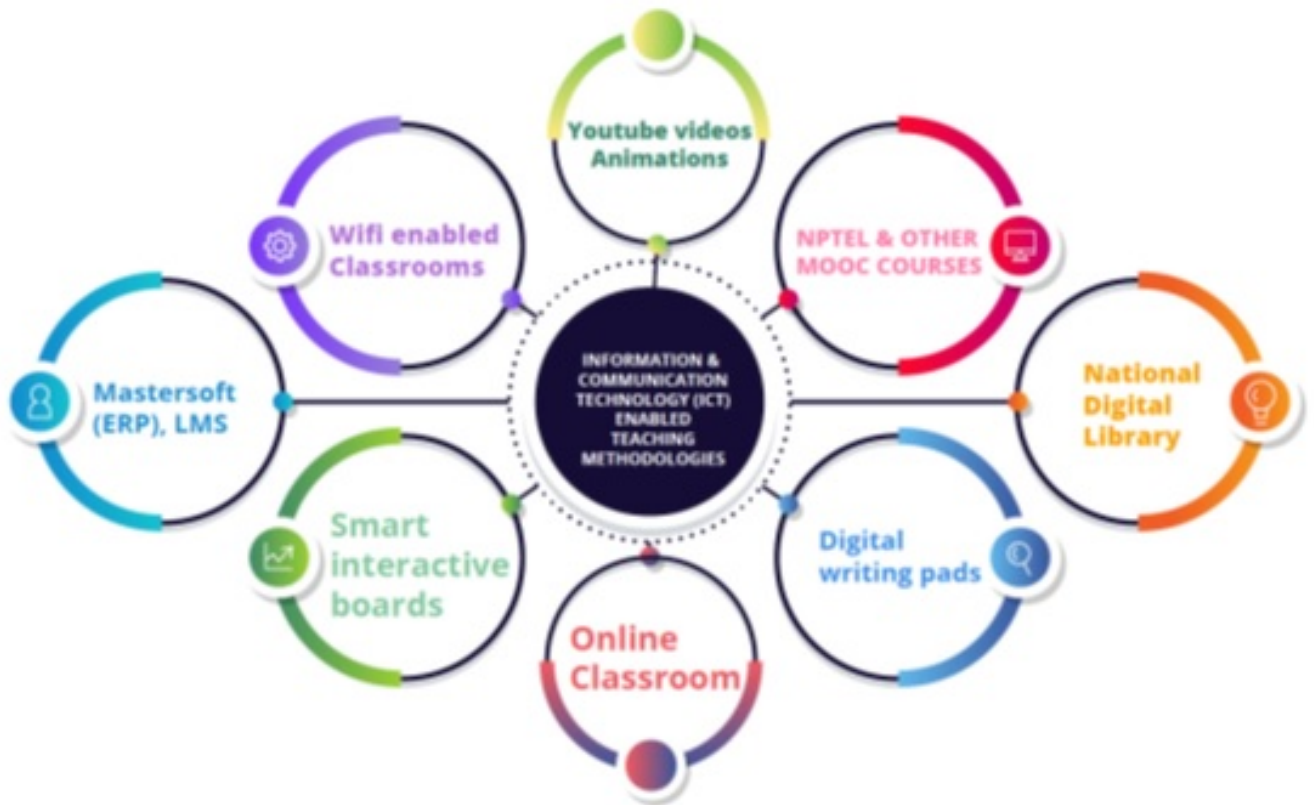 Youtube videos
Animations
Wifi enabled
Classrooms
NPTEL & OTHER
MOOC COURSES
Mastersoft
(ERP), LMS
INFORMATION &
COMMUNICATION
TECHNOLOGY (ICT)
ENABLED
TEACHING
METHODOLOGIES
National
Digital
Library
Smart
interactive
boards
Digital
writing pads
Online
Classroom